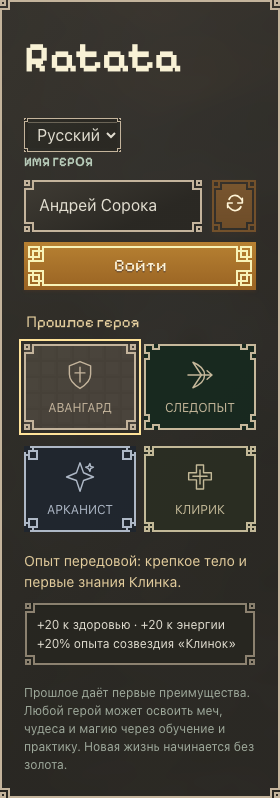 Ratata
Русский
ИМЯ ГЕРОЯ
Андрей Сорока
Войти
Прошлое героя
АВАНГАРД
СЛЕДОПЫТ
АРКАНИСТ
КЛИРИК
Опыт передовой: крепкое тело и
первые знания Клинка.
+20 к здоровью · +20 к энергии
+20% опыта созвездия «Клинок»
Прошлое даёт первые преимущества.
Любой герой может освоить меч,
чудеса и магию через обучение и
практику. Новая жизнь начинается без
золота.